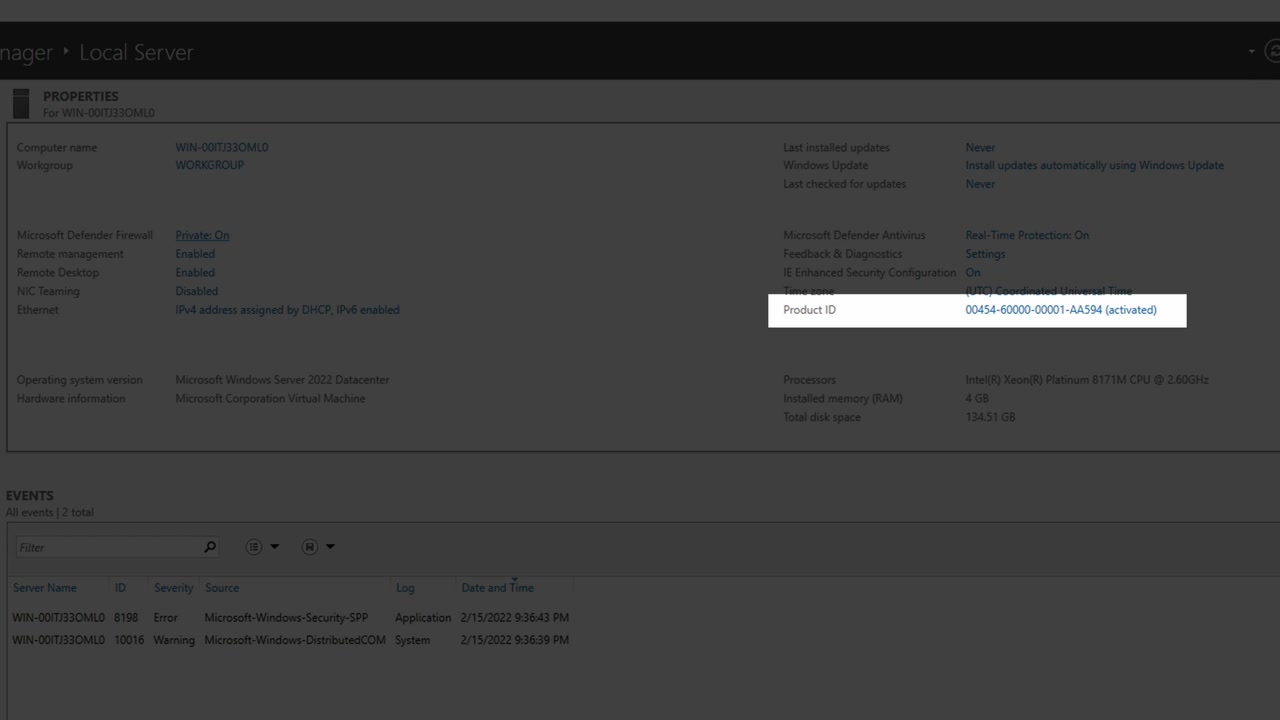 nager ▸ Local Server
PROPERTIES
For WIN-00ITJ33OML0
Computer name WIN-00ITJ33OML0
Workgroup WORKGROUP
Last installed updates Never
Windows Update Install updates automatically using Windows Update
Last checked for updates Never
Microsoft Defender Firewall Private: On
Remote management Enabled
Remote Desktop Enabled
NIC Teaming Disabled
Ethernet IPv4 address assigned by DHCP, IPv6 enabled
Microsoft Defender Antivirus Real-Time Protection: On
Feedback & Diagnostics Settings
IE Enhanced Security Configuration On
Time zone (UTC) Coordinated Universal Time
Product ID 00454-60000-00001-AA594 (activated)
Operating system version Microsoft Windows Server 2022 Datacenter
Hardware information Microsoft Corporation Virtual Machine
Processors Intel(R) Xeon(R) Platinum 8171M CPU @ 2.60GHz
Installed memory (RAM) 4 GB
Total disk space 134.51 GB
EVENTS
All events | 2 total
Filter
Server Name ID Severity Source Log Date and Time
WIN-00ITJ33OML0 8198 Error Microsoft-Windows-Security-SPP Application 2/15/2022 9:36:43 PM
WIN-00ITJ33OML0 10016 Warning Microsoft-Windows-DistributedCOM System 2/15/2022 9:36:39 PM